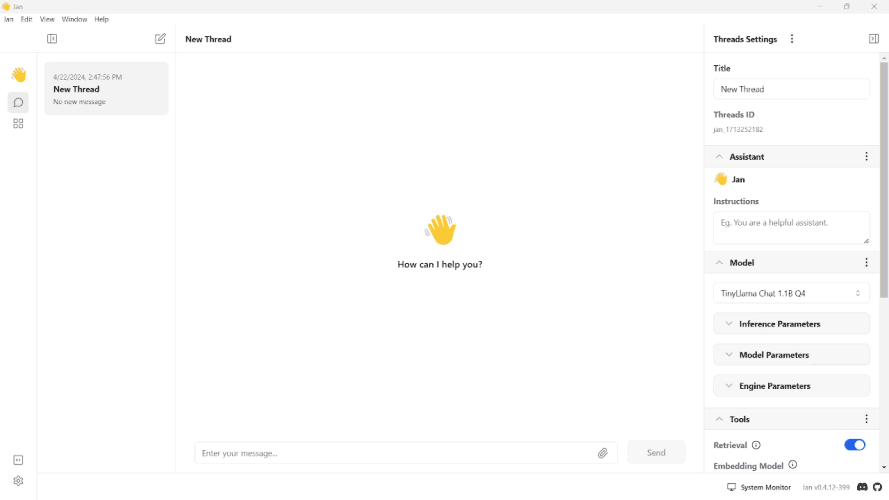 Jan
Jan Edit View Window Help
New Thread
Threads Settings
4/22/2024, 2:47:56 PM
New Thread
No new message
How can I help you?
Enter your message...
Send
Title
New Thread
Threads ID
jan_1713252182
Assistant
Jan
Instructions
Eg. You are a helpful assistant.
Model
TinyLlama Chat 1.1B Q4
Inference Parameters
Model Parameters
Engine Parameters
Tools
Retrieval
Embedding Model
System Monitor
Jan v0.4.12-399